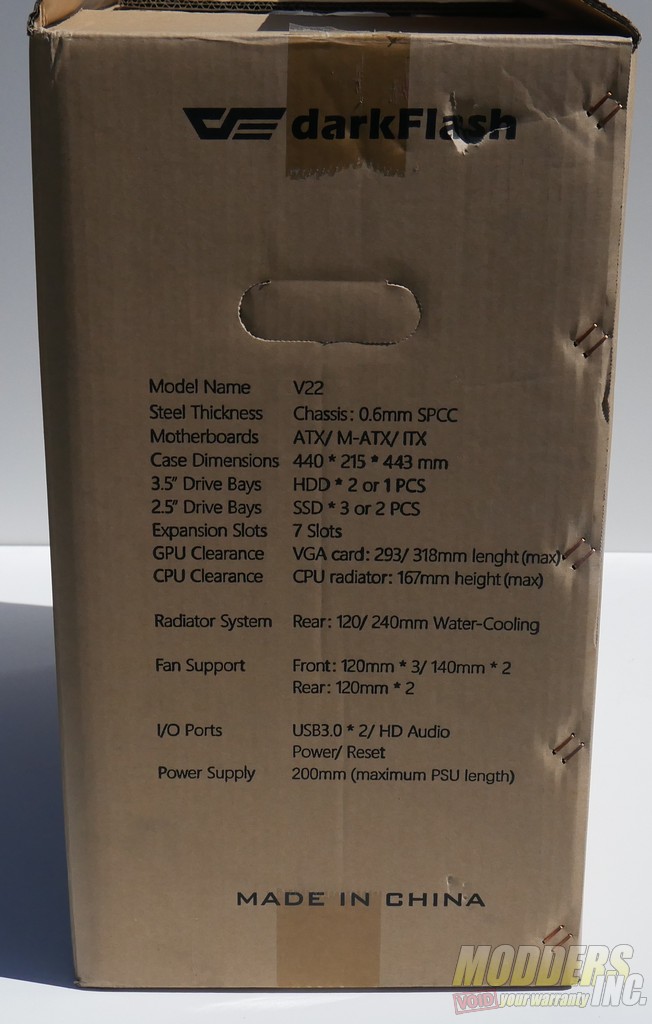 darkFlash
Model Name V22
Steel Thickness Chassis: 0.6mm SPCC
Motherboards ATX/ M-ATX/ ITX
Case Dimensions 440 * 215 * 443 mm
3.5" Drive Bays HDD * 2 or 1 PCS
2.5" Drive Bays SSD * 3 or 2 PCS
Expansion Slots 7 Slots
GPU Clearance VGA card: 293/ 318mm lenght (max)
CPU Clearance CPU radiator: 167mm height (max)
Radiator System Rear: 120/ 240mm Water-Cooling
Fan Support Front: 120mm * 3/ 140mm * 2
Rear: 120mm * 2
I/O Ports USB3.0 * 2/ HD Audio
Power/ Reset
Power Supply 200mm (maximum PSU length)
MADE IN CHINA
MODDERS
VOID your warranty INC.